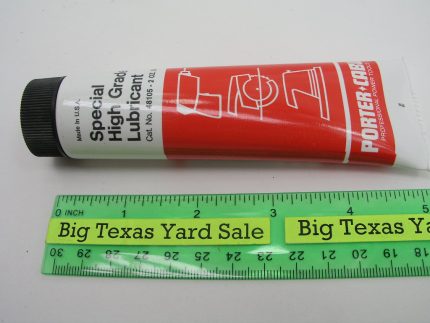 Made in U.S.A.
Special
High Grade
Lubricant
Cat. No. 48105 - 2 OZ.
PORTER+CABLE
PROFESSIONAL POWER TOOLS
0 INCH 1 2 3 4 5
Big Texas Yard Sale Big Texas Ya
30 29 28 27 26 25 24 23 22 21 20 19 18